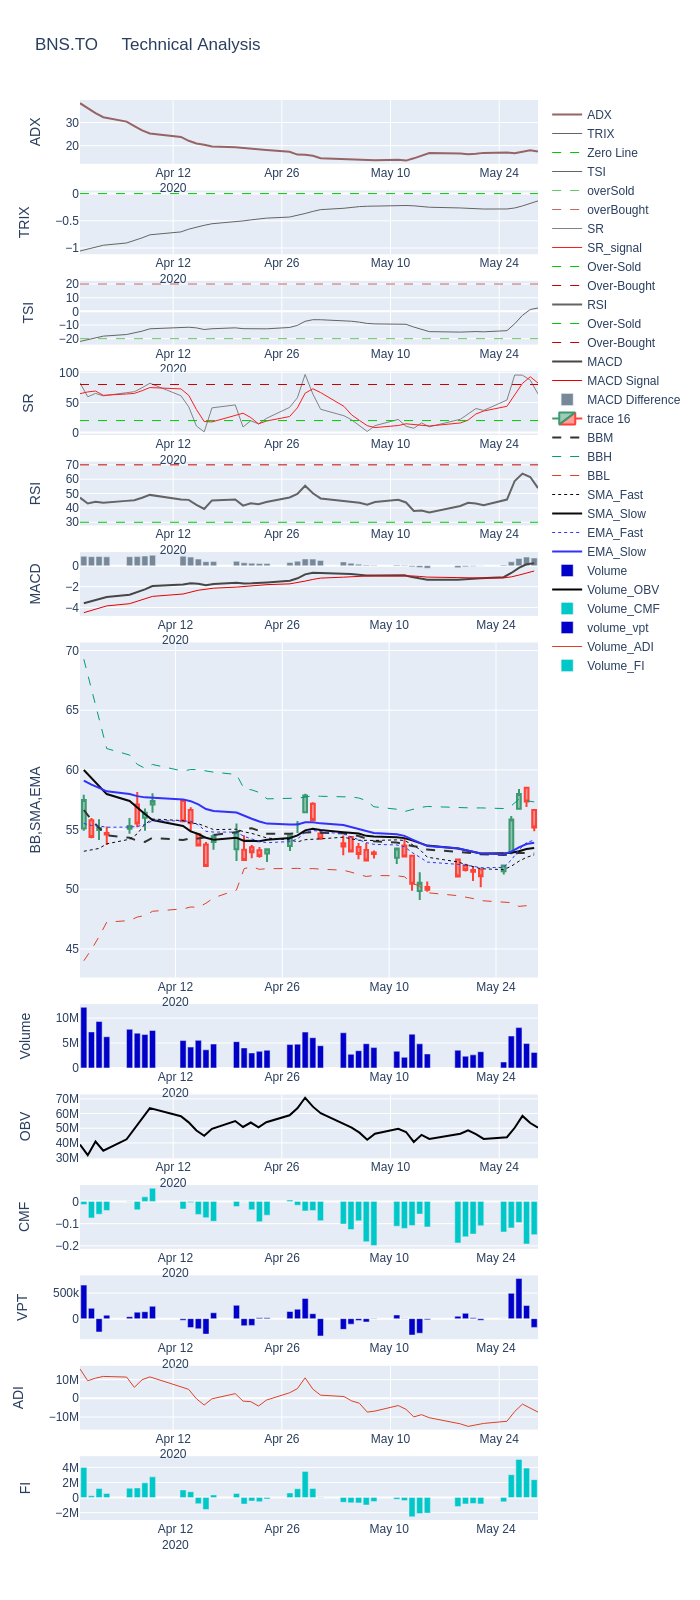 BNS.TO Technical Analysis
ADX
30
20
Apr 12
2020
Apr 26
May 10
May 24
TRIX
0
−0.5
−1
Apr 12
2020
Apr 26
May 10
May 24
TSI
20
10
0
−10
−20
Apr 12
2020
Apr 26
May 10
May 24
SR
100
50
0
Apr 12
2020
Apr 26
May 10
May 24
RSI
70
60
50
40
30
Apr 12
2020
Apr 26
May 10
May 24
MACD
0
−2
−4
Apr 12
2020
Apr 26
May 10
May 24
BB,SMA,EMA
70
65
60
55
50
45
Apr 12
2020
Apr 26
May 10
May 24
Volume
10M
5M
0
Apr 12
2020
Apr 26
May 10
May 24
OBV
70M
60M
50M
40M
30M
Apr 12
2020
Apr 26
May 10
May 24
CMF
0
−0.1
−0.2
Apr 12
2020
Apr 26
May 10
May 24
VPT
500k
0
Apr 12
2020
Apr 26
May 10
May 24
ADI
10M
0
−10M
Apr 12
2020
Apr 26
May 10
May 24
FI
4M
2M
0
−2M
Apr 12
2020
Apr 26
May 10
May 24
ADX
TRIX
Zero Line
TSI
overSold
overBought
SR
SR_signal
Over-Sold
Over-Bought
RSI
Over-Sold
Over-Bought
MACD
MACD Signal
MACD Difference
trace 16
BBM
BBH
BBL
SMA_Fast
SMA_Slow
EMA_Fast
EMA_Slow
Volume
Volume_OBV
Volume_CMF
volume_vpt
Volume_ADI
Volume_FI